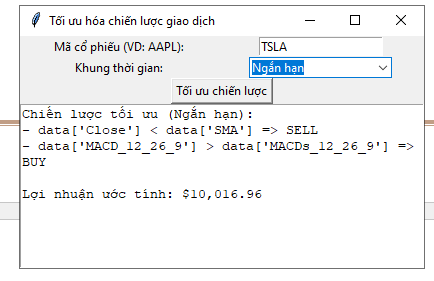 Tối ưu hóa chiến lược giao dịch
Mã cổ phiếu (VD: AAPL): TSLA
Khung thời gian: Ngắn hạn
Tối ưu chiến lược
Chiến lược tối ưu (Ngắn hạn):
- data['Close'] < data['SMA'] => SELL
- data['MACD_12_26_9'] > data['MACDs_12_26_9'] =>
BUY
Lợi nhuận ước tính: $10,016.96